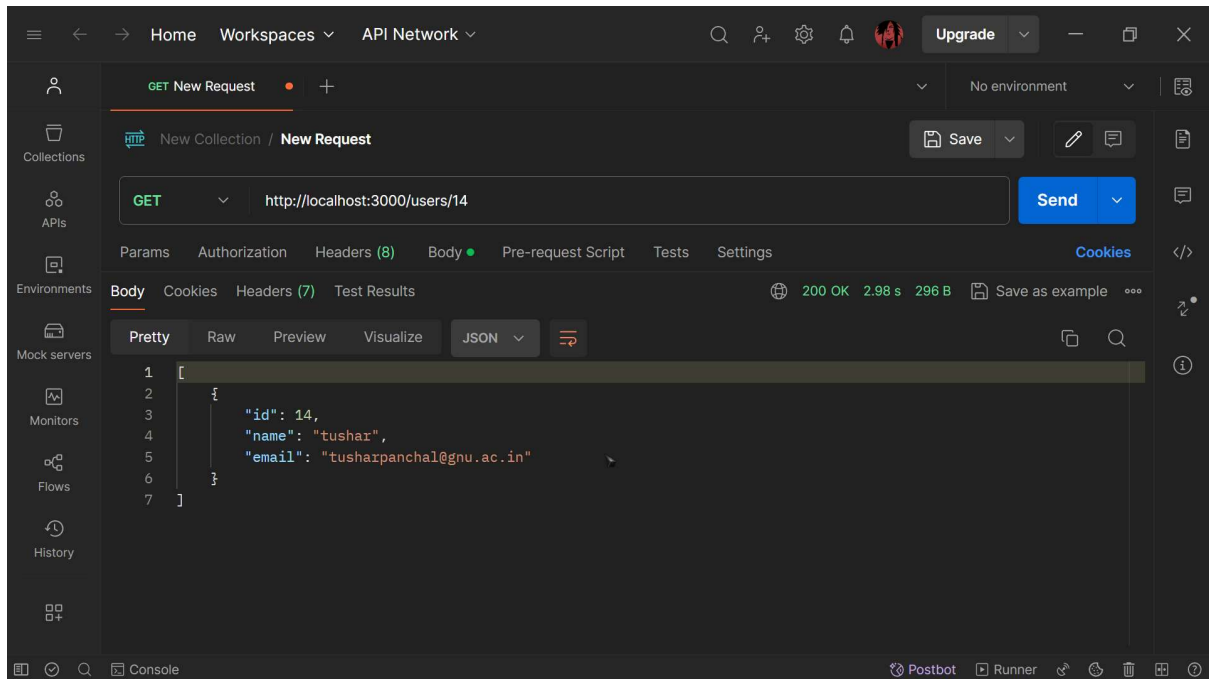 Home Workspaces API Network Upgrade
GET New Request No environment
HTTP New Collection / New Request Save
Collections
GET http://localhost:3000/users/14 Send
APIs
Params Authorization Headers (8) Body Pre-request Script Tests Settings Cookies </>
Environments
Body Cookies Headers (7) Test Results 200 OK 2.98 s 296 B Save as example
Pretty Raw Preview Visualize JSON
Mock servers
1 [
2 {
3 "id": 14,
4 "name": "tushar",
5 "email": "tusharpanchal@gnu.ac.in"
6 }
7 ]
Monitors
Flows
History
Console Postbot Runner